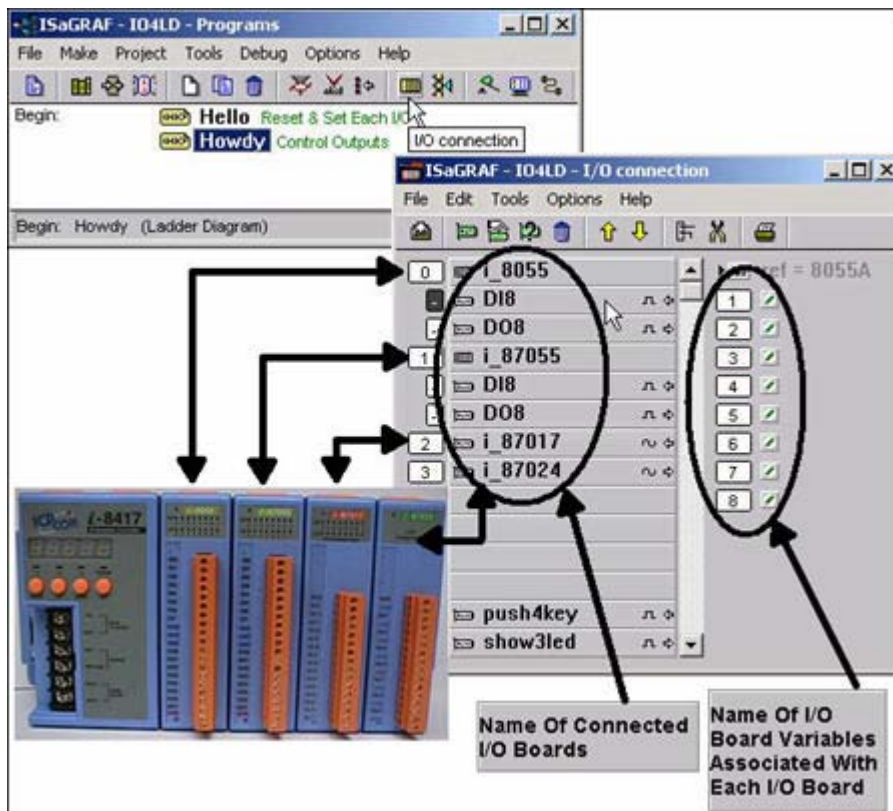 ISaGRAF - IO4LD - Programs
File Make Project Tools Debug Options Help
Begin:
Hello Reset & Set Each I/O
Howdy Control Outputs
I/O connection
Begin: Howdy (Ladder Diagram)
ISaGRAF - IO4LD - I/O connection
File Edit Tools Options Help
0 i_8055
DI8
DO8
1 i_87055
DI8
DO8
2 i_87017
3 i_87024
push4key
show3led
ref = 8055A
1
2
3
4
5
6
7
8
i-8417
Name Of Connected
I/O Boards
Name Of I/O
Board Variables
Associated With
Each I/O Board